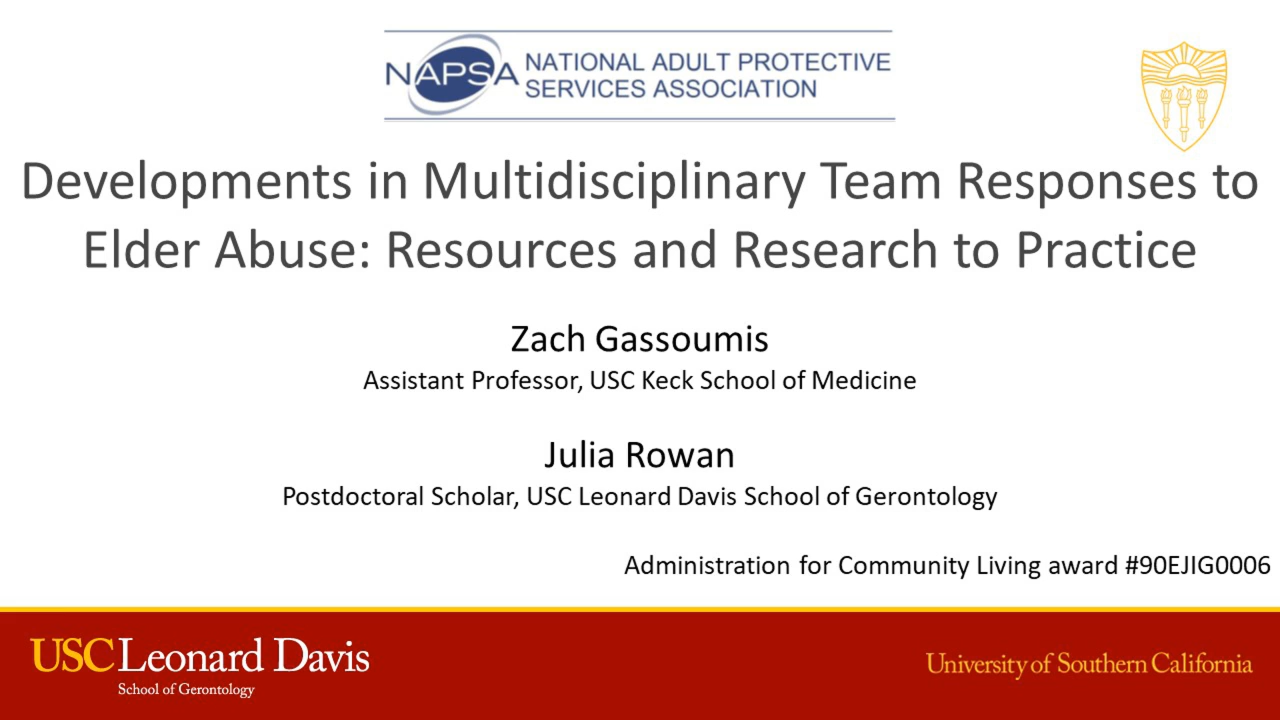 NAPSA NATIONAL ADULT PROTECTIVE
SERVICES ASSOCIATION
Developments in Multidisciplinary Team Responses to
Elder Abuse: Resources and Research to Practice
Zach Gassoumis
Assistant Professor, USC Keck School of Medicine
Julia Rowan
Postdoctoral Scholar, USC Leonard Davis School of Gerontology
Administration for Community Living award #90EJIG0006
USC Leonard Davis
School of Gerontology
University of Southern California